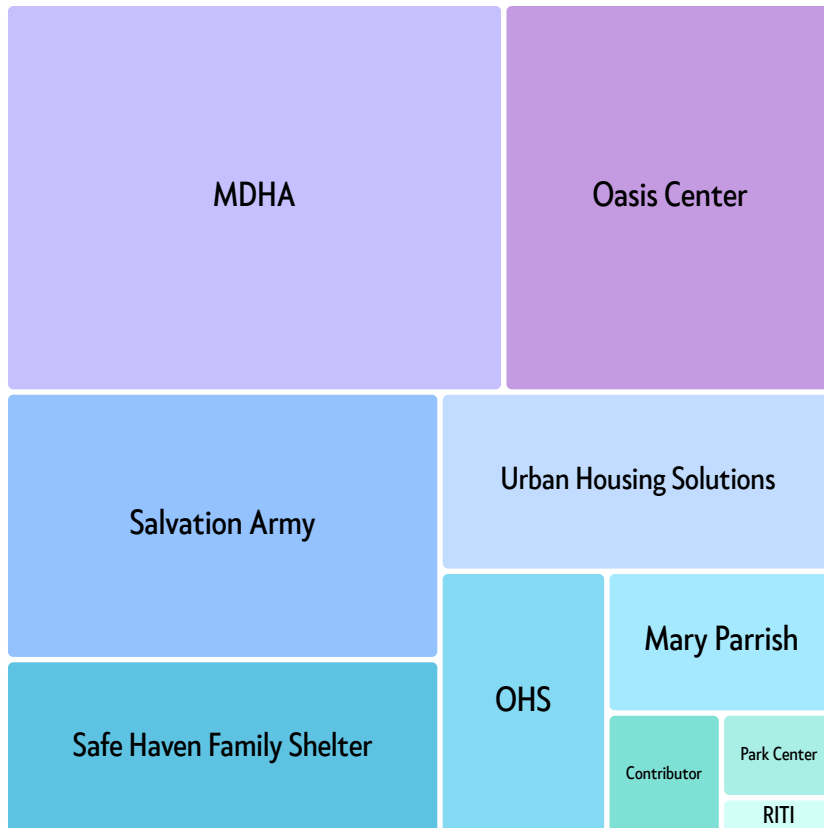 MDHA
Oasis Center
Salvation Army
Urban Housing Solutions
Safe Haven Family Shelter
OHS
Mary Parrish
Contributor
Park Center
RITI